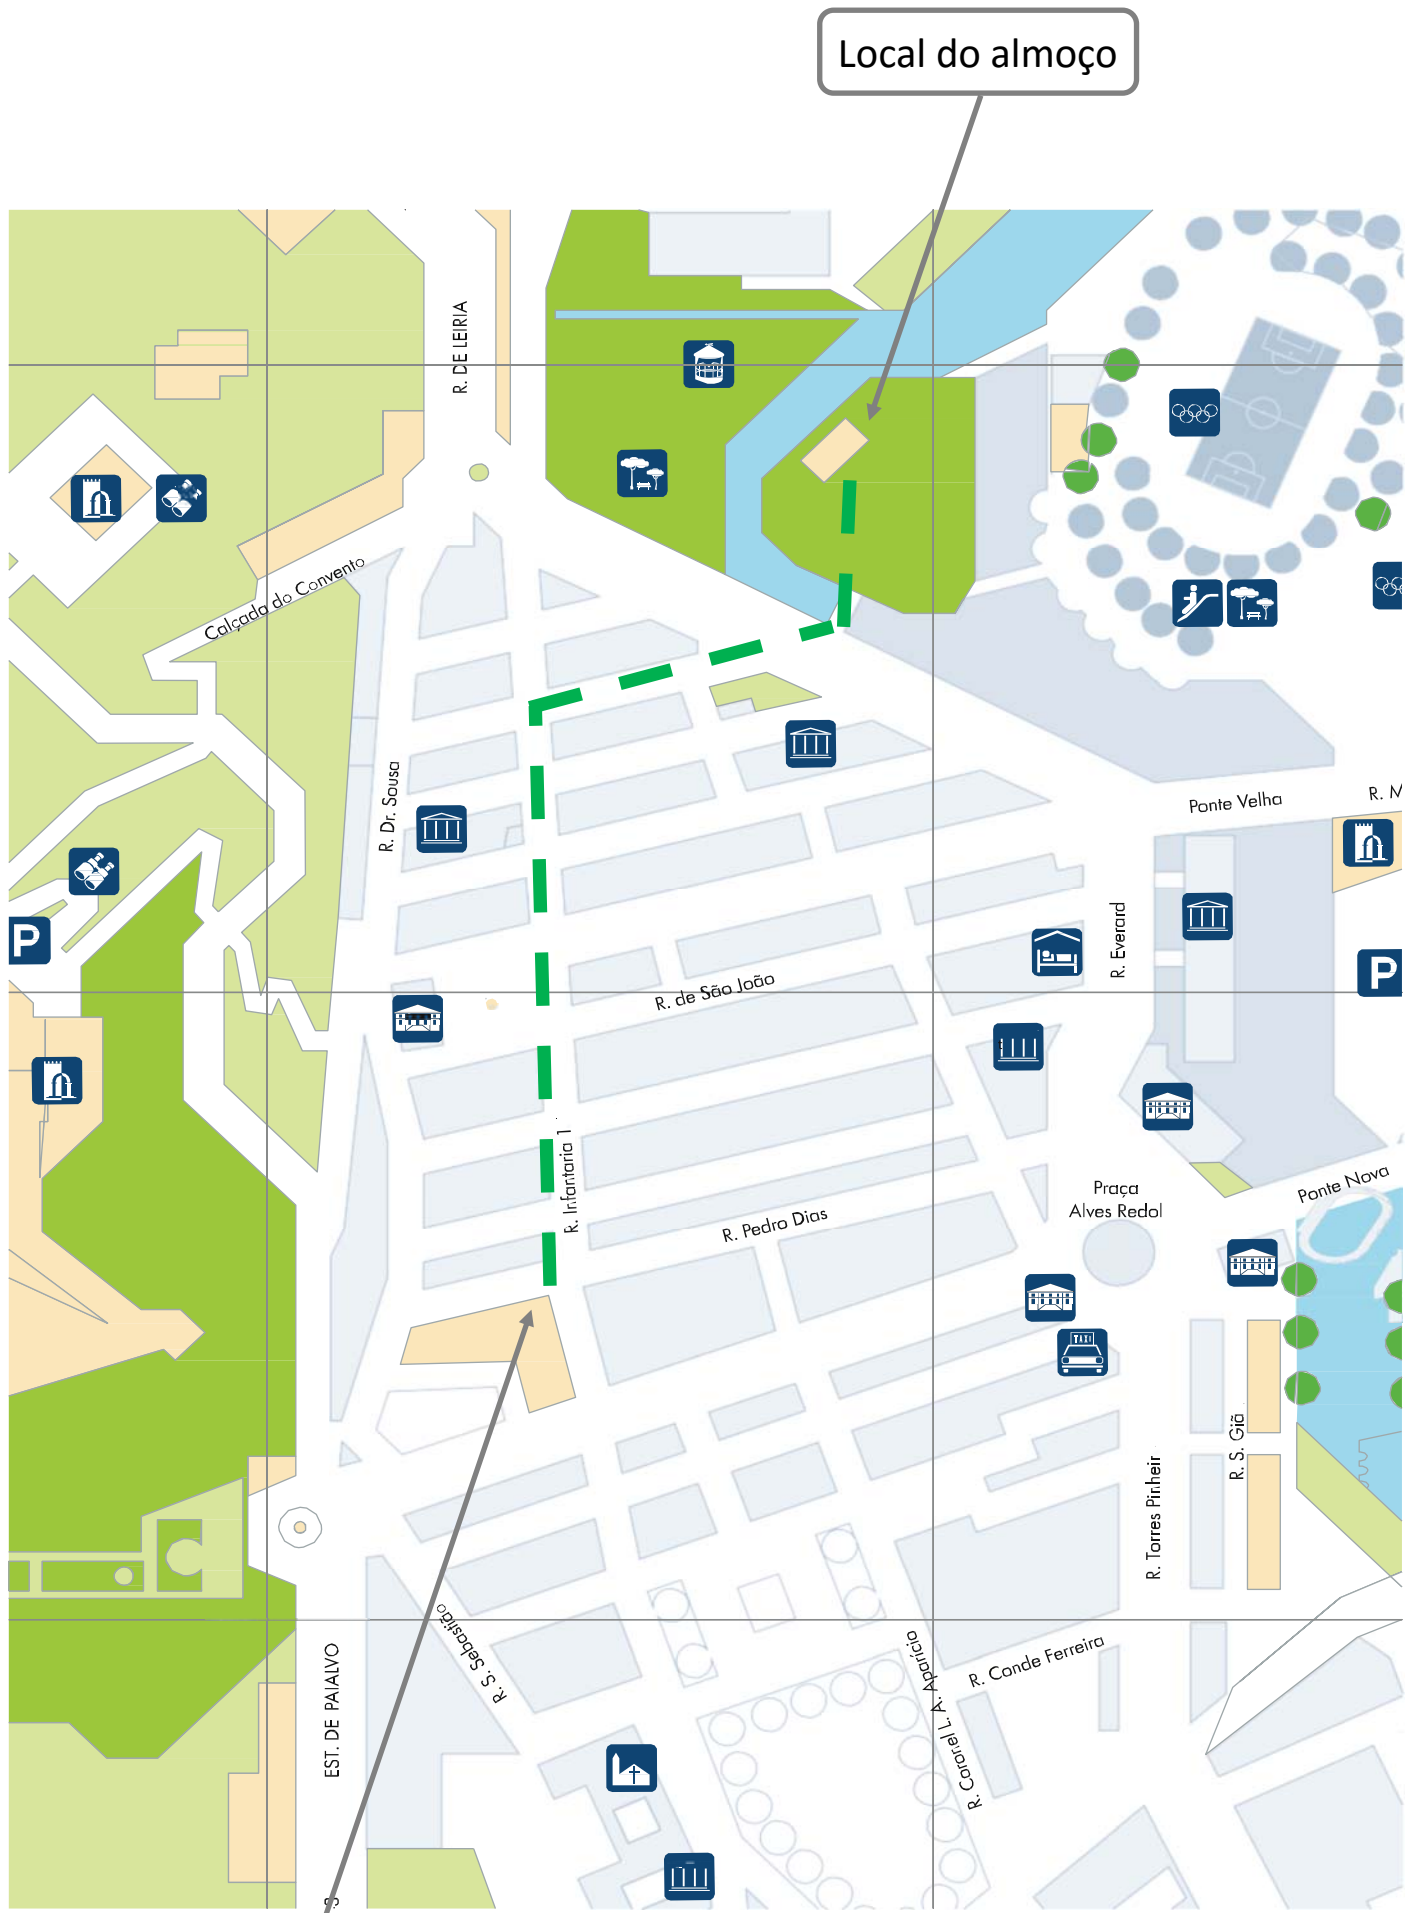 Local do almoço
R. DE LEIRIA
Calçada do Convento
R. Dr. Sousa
Ponte Velha
R. M
P
R. Everard
P
R. de São João
R. Infantaria 1
Praça
Alves Redol
Ponte Nova
R. Pedro Dias
TAXI
R. S. Giã
R. Torres Pinheir
R. S. Sebastião
EST. DE PAIALVO
R. Coronel L. A. Aparício
R. Conde Ferreira